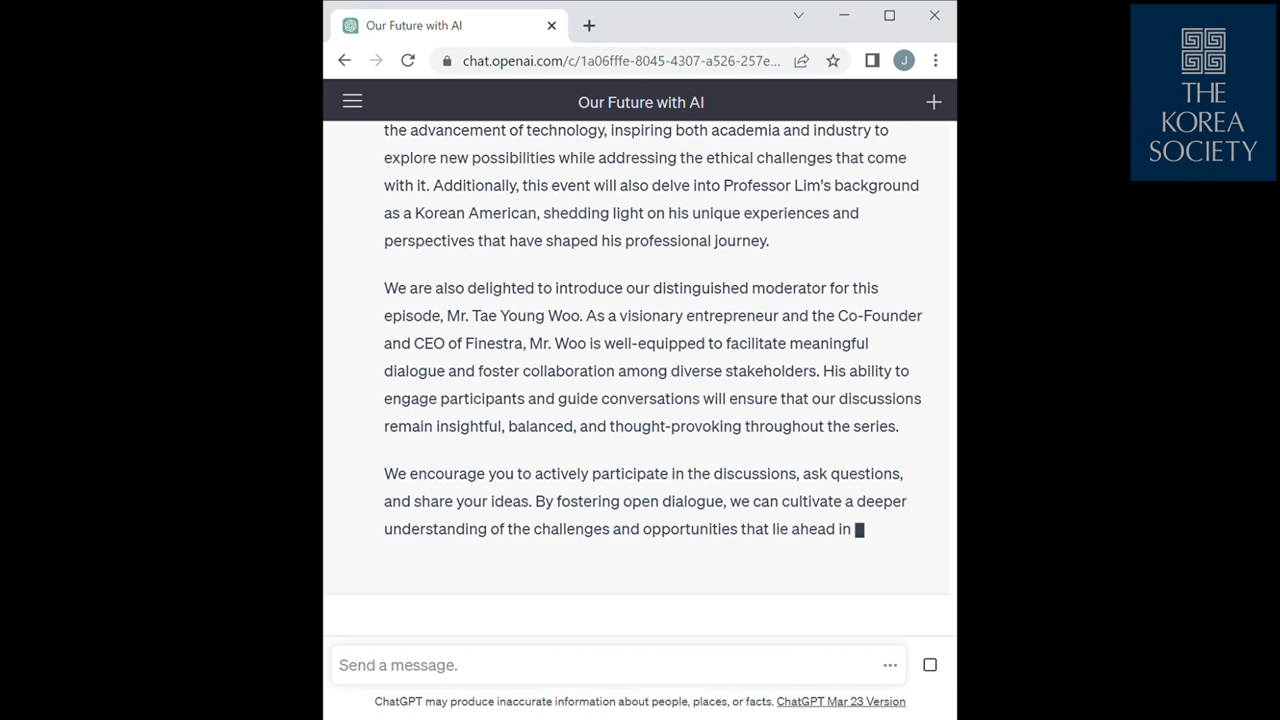 Our Future with AI
chat.openai.com/c/1a06fffe-8045-4307-a526-257e...
J
Our Future with AI
THE
KOREA
SOCIETY
the advancement of technology, inspiring both academia and industry to
explore new possibilities while addressing the ethical challenges that come
with it. Additionally, this event will also delve into Professor Lim's background
as a Korean American, shedding light on his unique experiences and
perspectives that have shaped his professional journey.
We are also delighted to introduce our distinguished moderator for this
episode, Mr. Tae Young Woo. As a visionary entrepreneur and the Co-Founder
and CEO of Finestra, Mr. Woo is well-equipped to facilitate meaningful
dialogue and foster collaboration among diverse stakeholders. His ability to
engage participants and guide conversations will ensure that our discussions
remain insightful, balanced, and thought-provoking throughout the series.
We encourage you to actively participate in the discussions, ask questions,
and share your ideas. By fostering open dialogue, we can cultivate a deeper
understanding of the challenges and opportunities that lie ahead in
Send a message.
ChatGPT may produce inaccurate information about people, places, or facts. ChatGPT Mar 23 Version